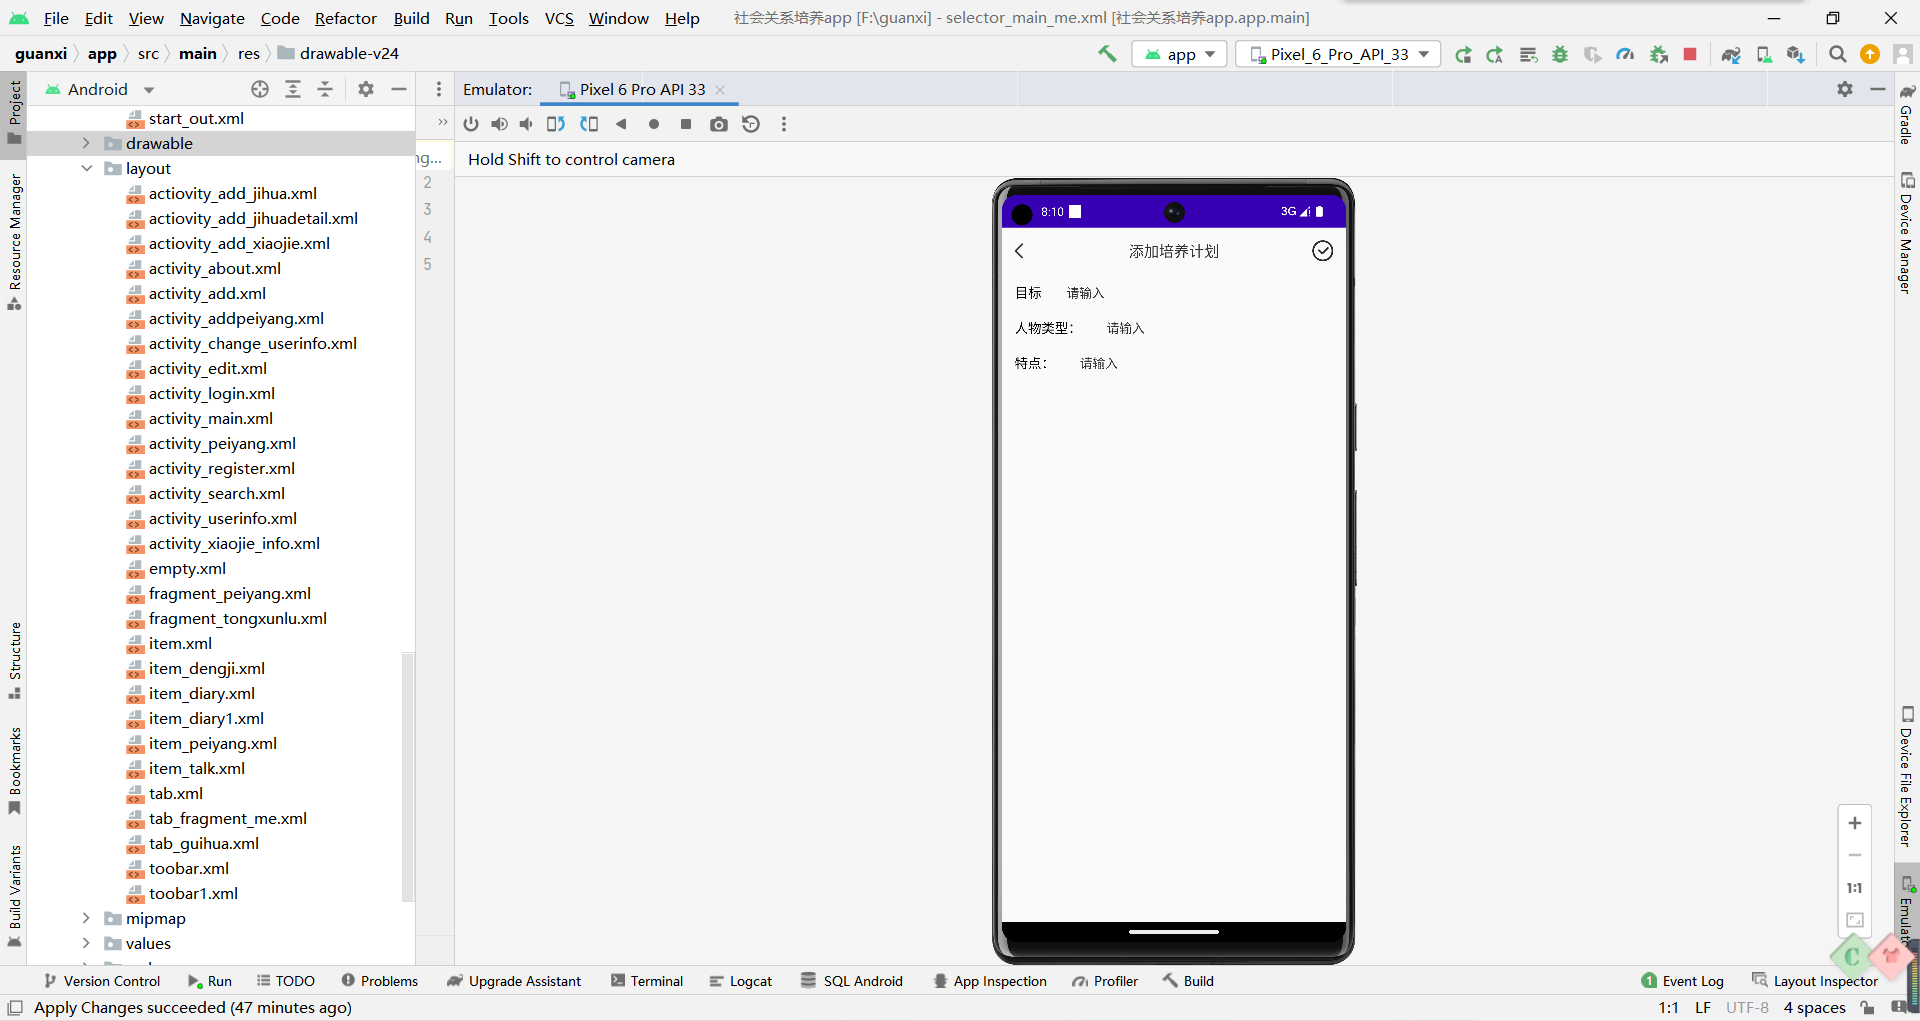 File Edit View Navigate Code Refactor Build Run Tools VCS Window Help 社会关系培养app [F:\guanxi] - selector_main_me.xml [社会关系培养app.app.main]
guanxi app src main res drawable-v24 app Pixel_6_Pro_API_33
Project
Android
Emulator: Pixel 6 Pro API 33
Hold Shift to control camera
start_out.xml
drawable
layout
actiovity_add_jihua.xml
actiovity_add_jihuadetail.xml
actiovity_add_xiaojie.xml
activity_about.xml
activity_add.xml
activity_addpeiyang.xml
activity_change_userinfo.xml
activity_edit.xml
activity_login.xml
activity_main.xml
activity_peiyang.xml
activity_register.xml
activity_search.xml
activity_userinfo.xml
activity_xiaojie_info.xml
empty.xml
fragment_peiyang.xml
fragment_tongxunlu.xml
item.xml
item_dengji.xml
item_diary.xml
item_diary1.xml
item_peiyang.xml
item_talk.xml
tab.xml
tab_fragment_me.xml
tab_guihua.xml
toobar.xml
toobar1.xml
mipmap
values
Resource Manager
Structure
Bookmarks
Build Variants
ng...
2
3
4
5
8:10 3G
添加培养计划
目标 请输入
人物类型: 请输入
特点: 请输入
1:1
Gradle
Device Manager
Device File Explorer
Emulator
C
Version Control Run TODO Problems Upgrade Assistant Terminal Logcat SQL Android App Inspection Profiler Build 1 Event Log Layout Inspector
Apply Changes succeeded (47 minutes ago) 1:1 LF UTF-8 4 spaces